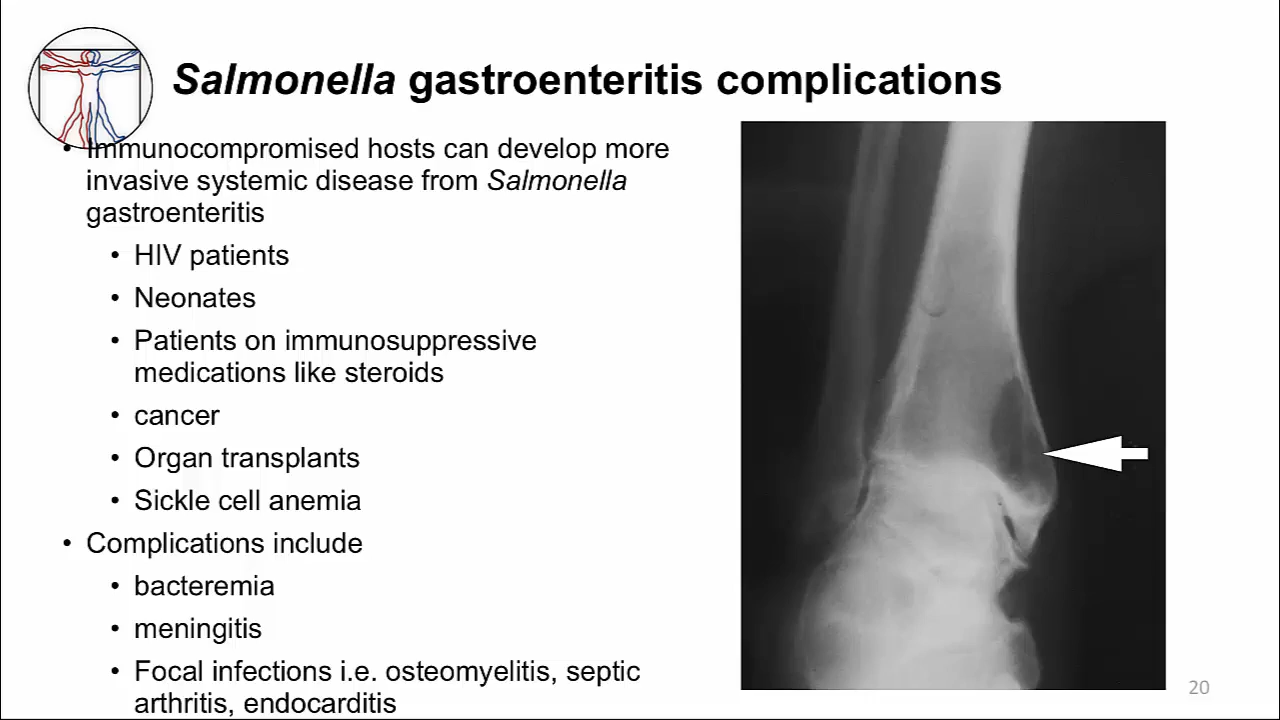 Salmonella gastroenteritis complications
• Immunocompromised hosts can develop more
invasive systemic disease from Salmonella
gastroenteritis
• HIV patients
• Neonates
• Patients on immunosuppressive
medications like steroids
• cancer
• Organ transplants
• Sickle cell anemia
• Complications include
• bacteremia
• meningitis
• Focal infections i.e. osteomyelitis, septic
arthritis, endocarditis
20